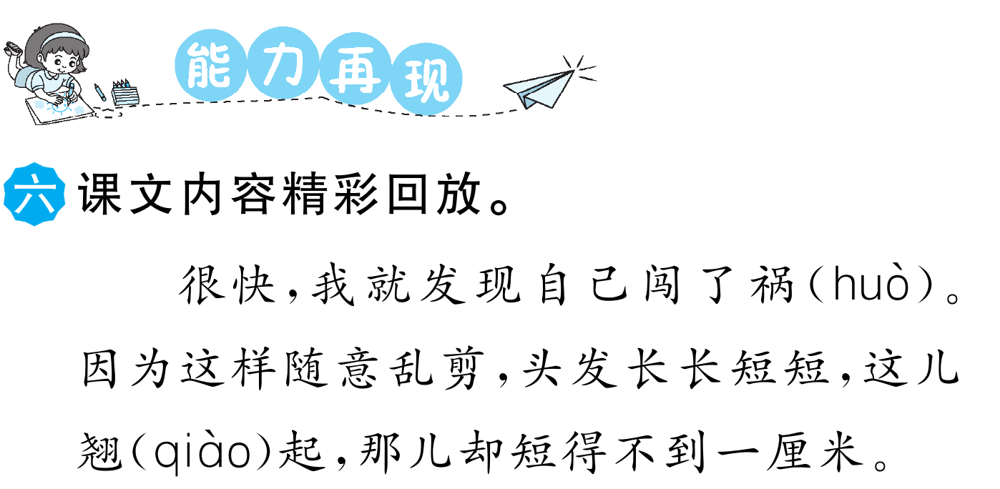 能力再现
六 课文内容精彩回放。
很快,我就发现自己闯了祸(huò)。
因为这样随意乱剪,头发长长短短,这儿
翘(qiào)起,那儿却短得不到一厘米。